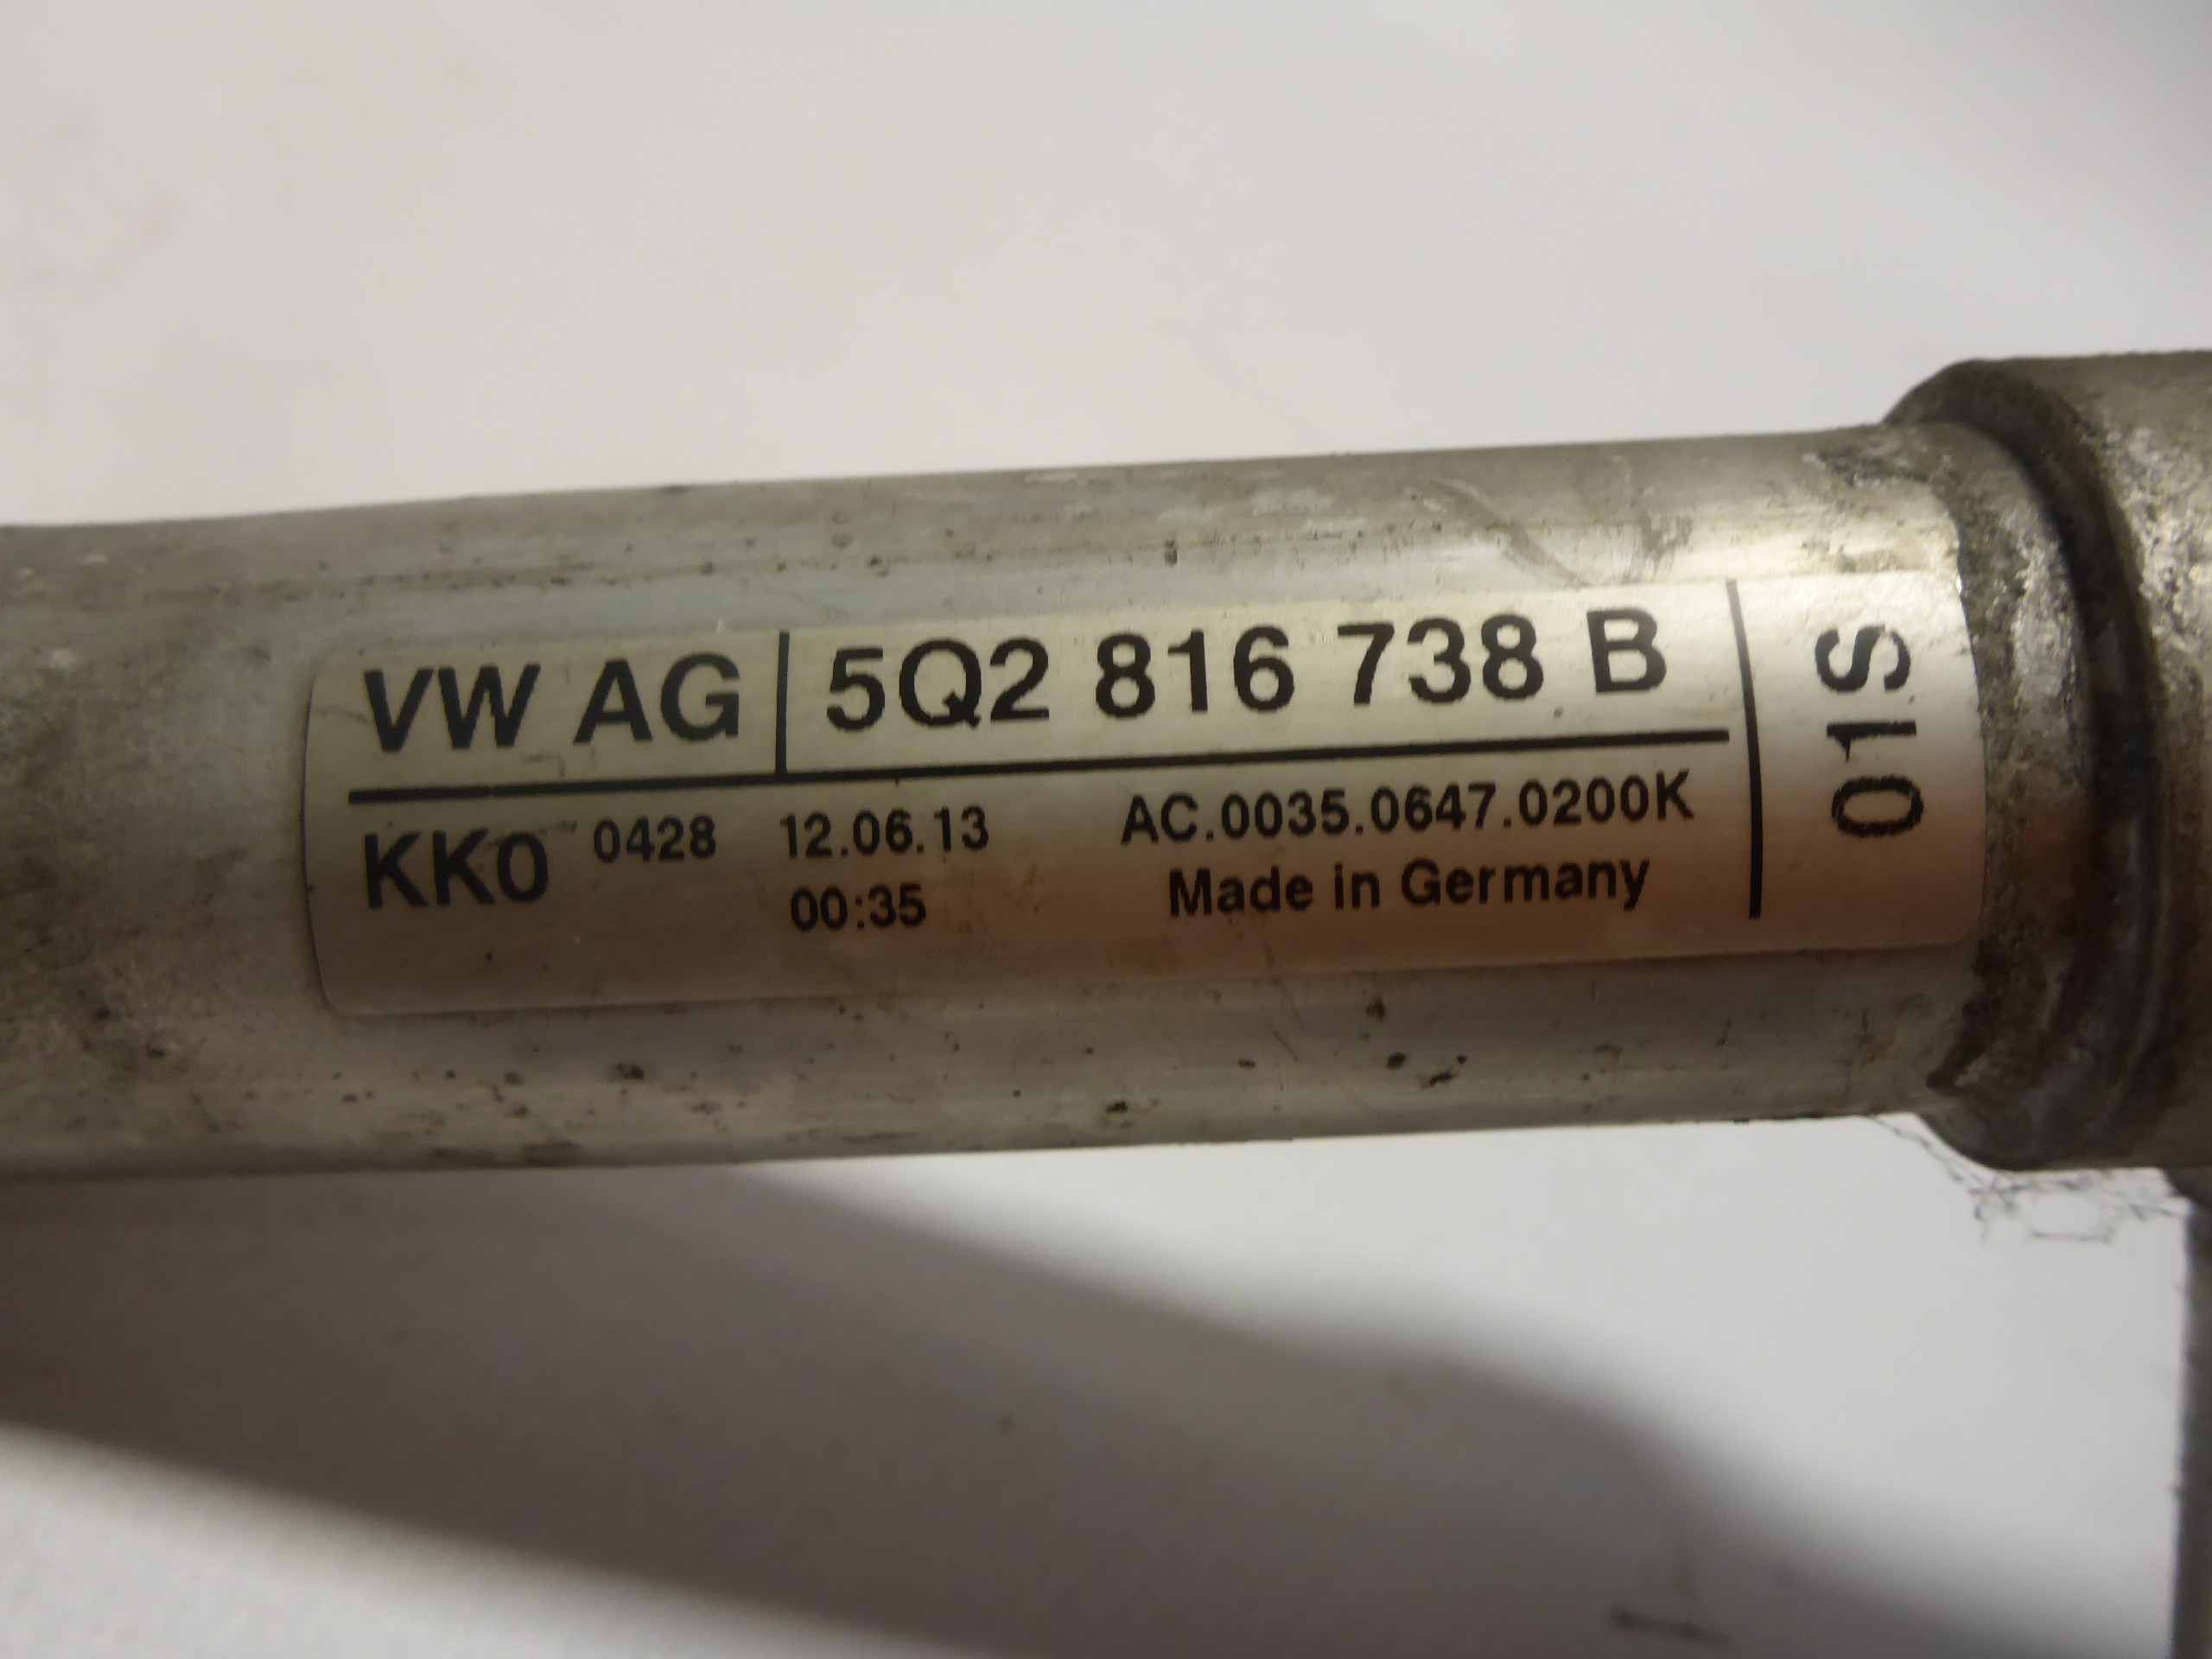 VW AG 5Q2 816 738 B
KK0 0428 12.06.13 AC.0035.0647.0200K
00:35 Made in Germany
01S